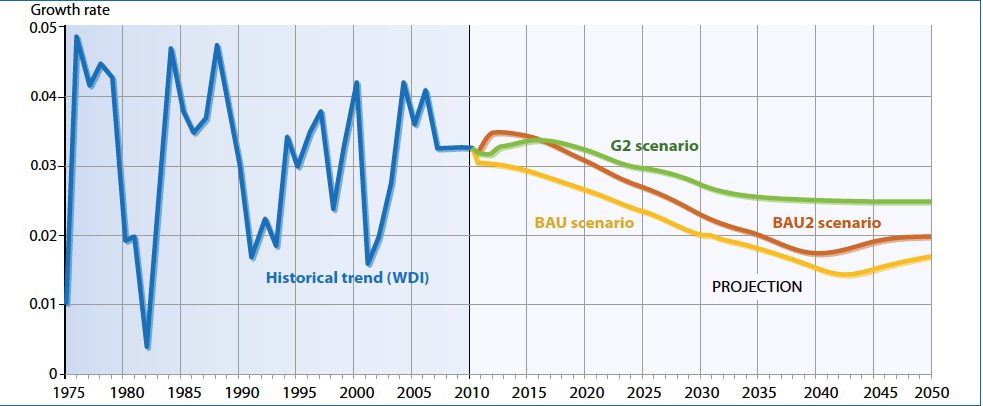 Growth rate
0.05
0.04
0.03
0.02
0.01
0
G2 scenario
BAU scenario
BAU2 scenario
Historical trend (WDI)
PROJECTION
1975 1980 1985 1990 1995 2000 2005 2010 2015 2020 2025 2030 2035 2040 2045 2050